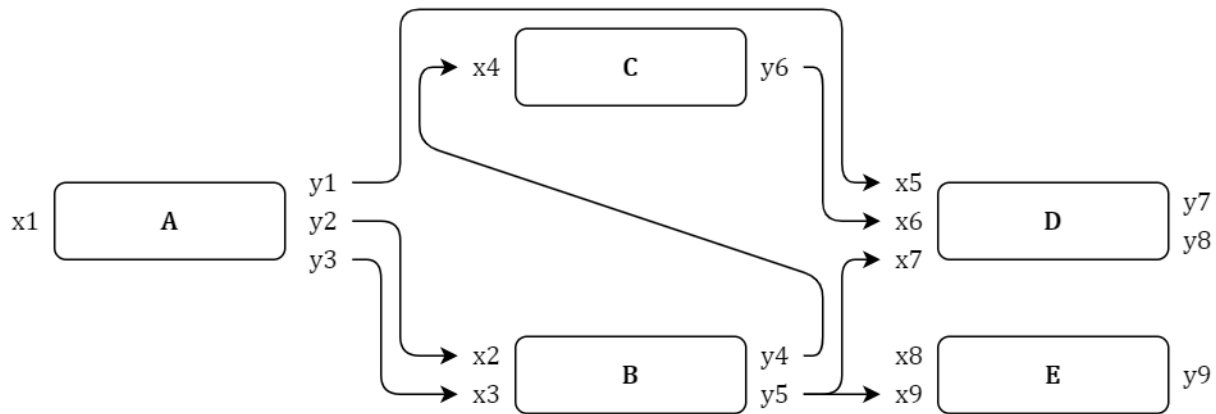 x4 C y6
y1 x5
x1 A y2 x6 D y7
y8
y3 x7
x2 y4 x8
B E y9
x3 y5 x9